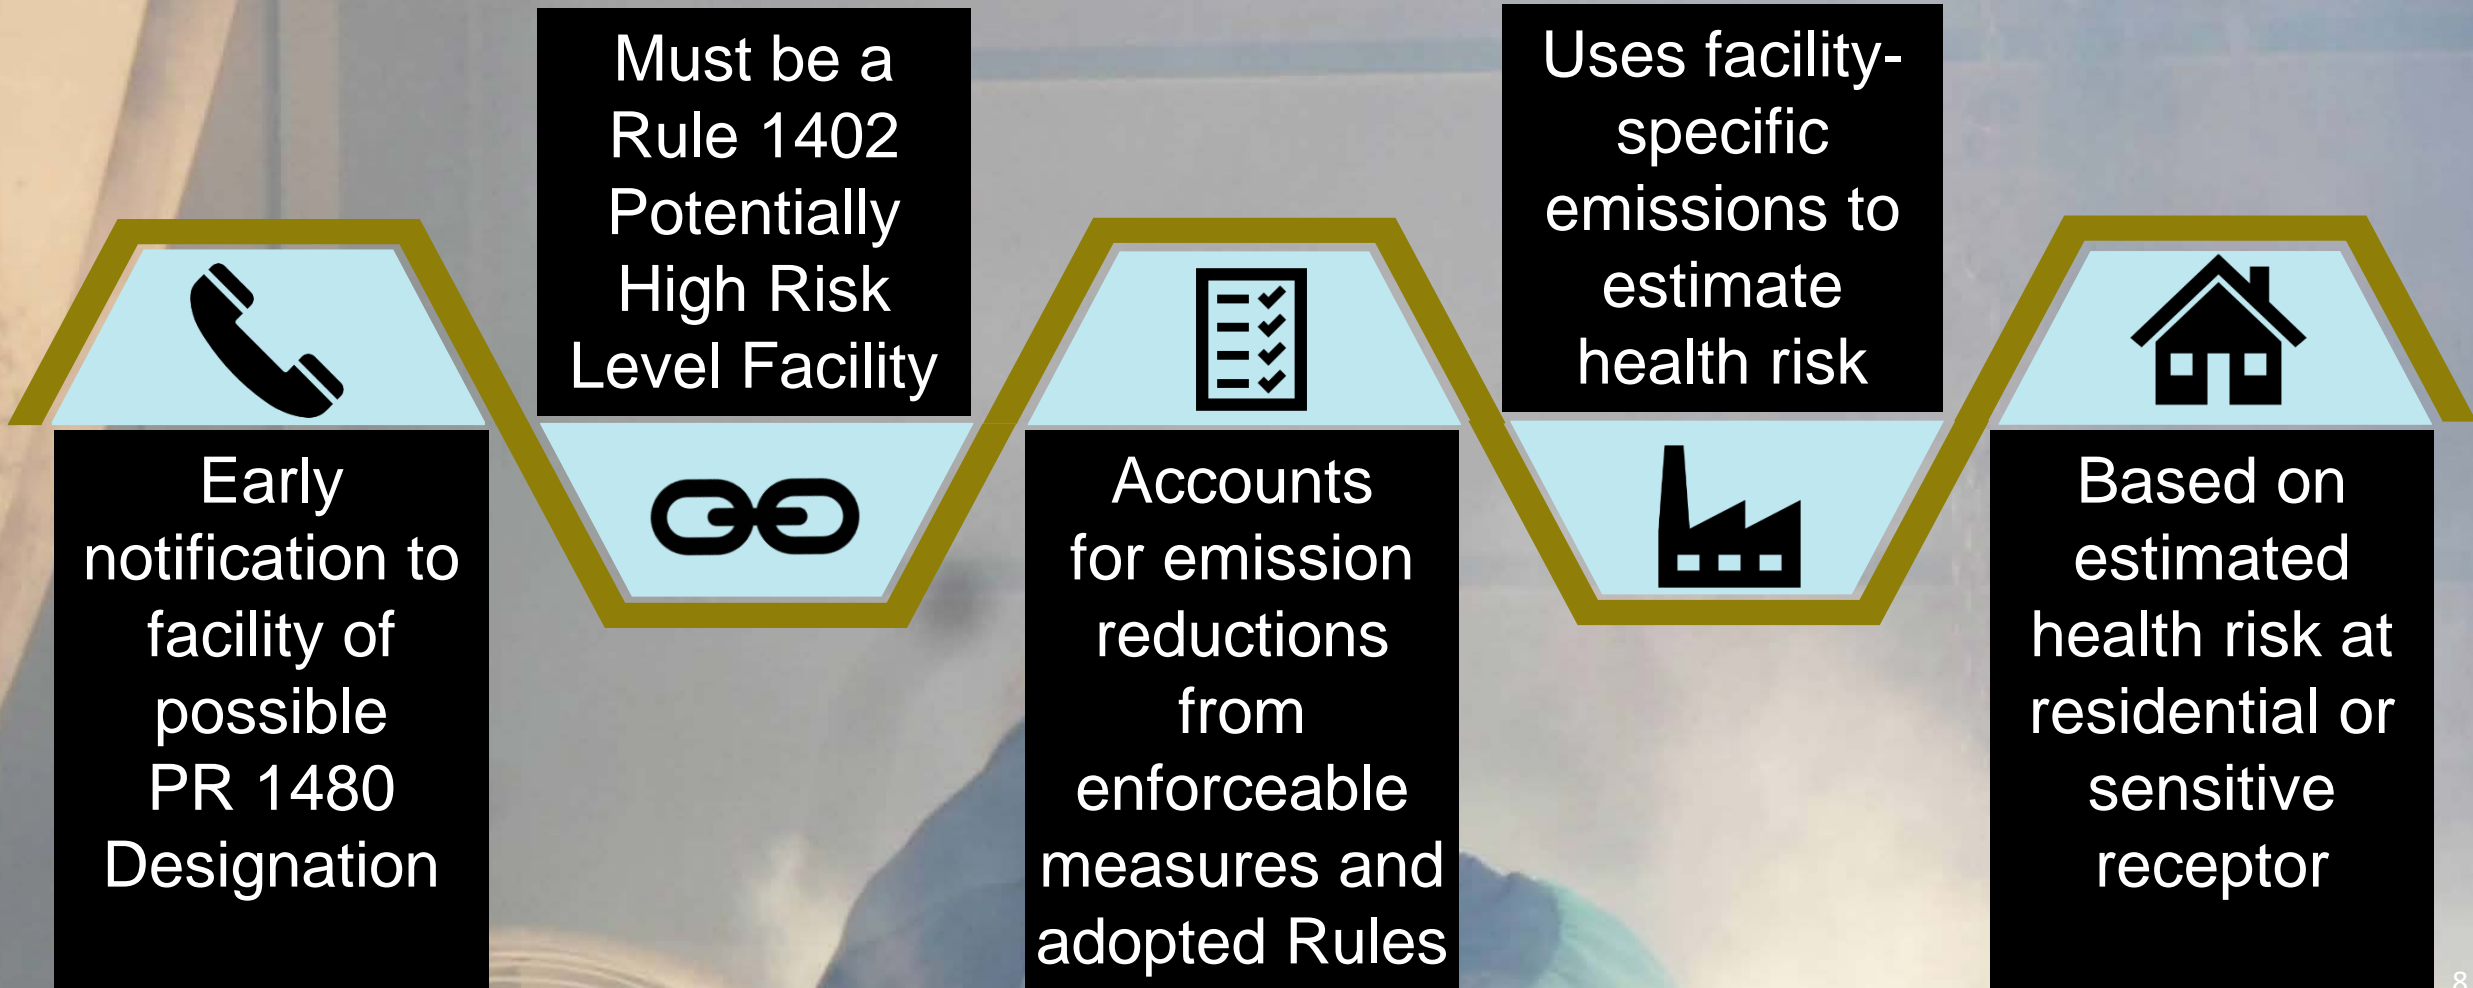 Early
notification to
facility of
possible
PR 1480
Designation
Must be a
Rule 1402
Potentially
High Risk
Level Facility
Accounts
for emission
reductions
from
enforceable
measures and
adopted Rules
Uses facility-
specific
emissions to
estimate
health risk
Based on
estimated
health risk at
residential or
sensitive
receptor
8